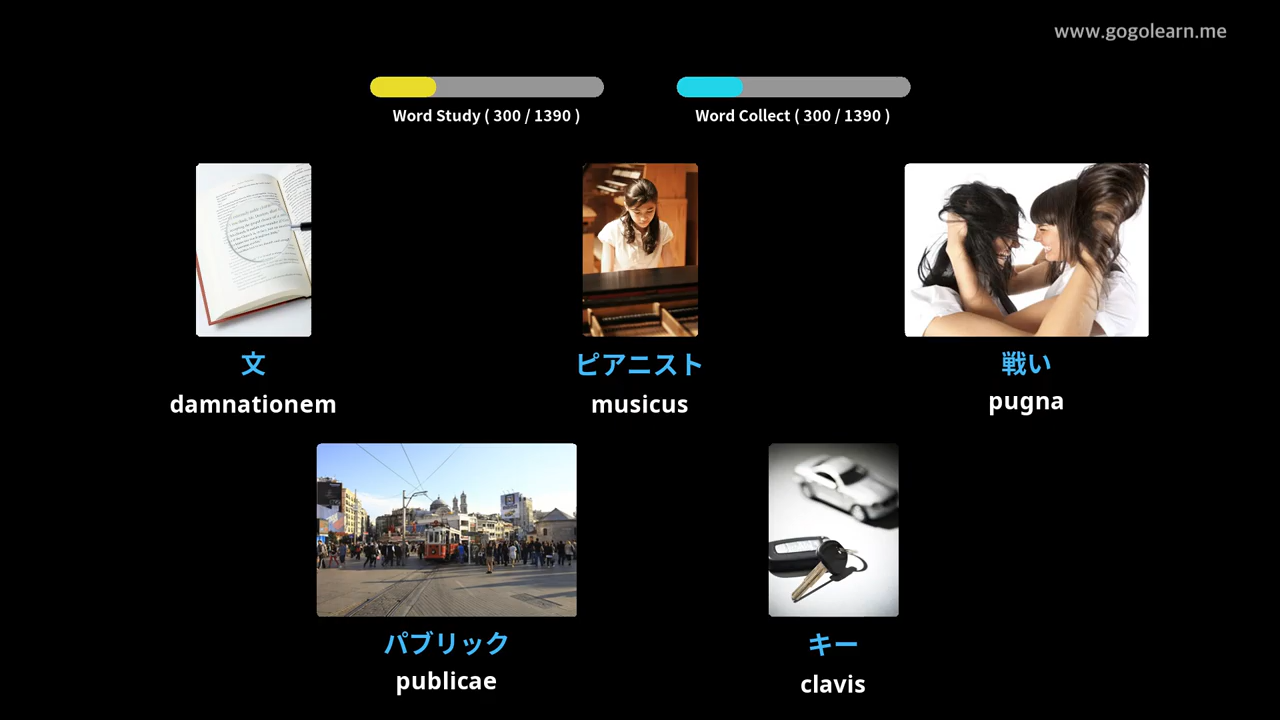 www.gogolearn.me
Word Study ( 300 / 1390 )
Word Collect ( 300 / 1390 )
文
damnationem
ピアニスト
musicus
戦い
pugna
パブリック
publicae
キー
clavis